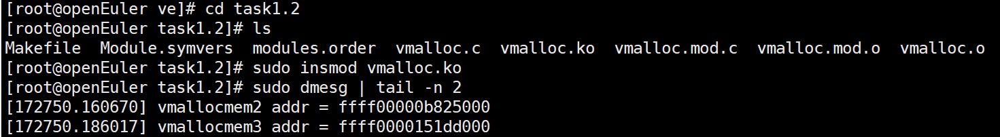 [root@openEuler ve]# cd task1.2
[root@openEuler task1.2]# ls
Makefile  Module.symvers  modules.order  vmalloc.c  vmalloc.ko  vmalloc.mod.c  vmalloc.mod.o  vmalloc.o
[root@openEuler task1.2]# sudo insmod vmalloc.ko
[root@openEuler task1.2]# sudo dmesg | tail -n 2
[172750.160670] vmallocmem2 addr = ffff00000b825000
[172750.186017] vmallocmem3 addr = ffff0000151dd000